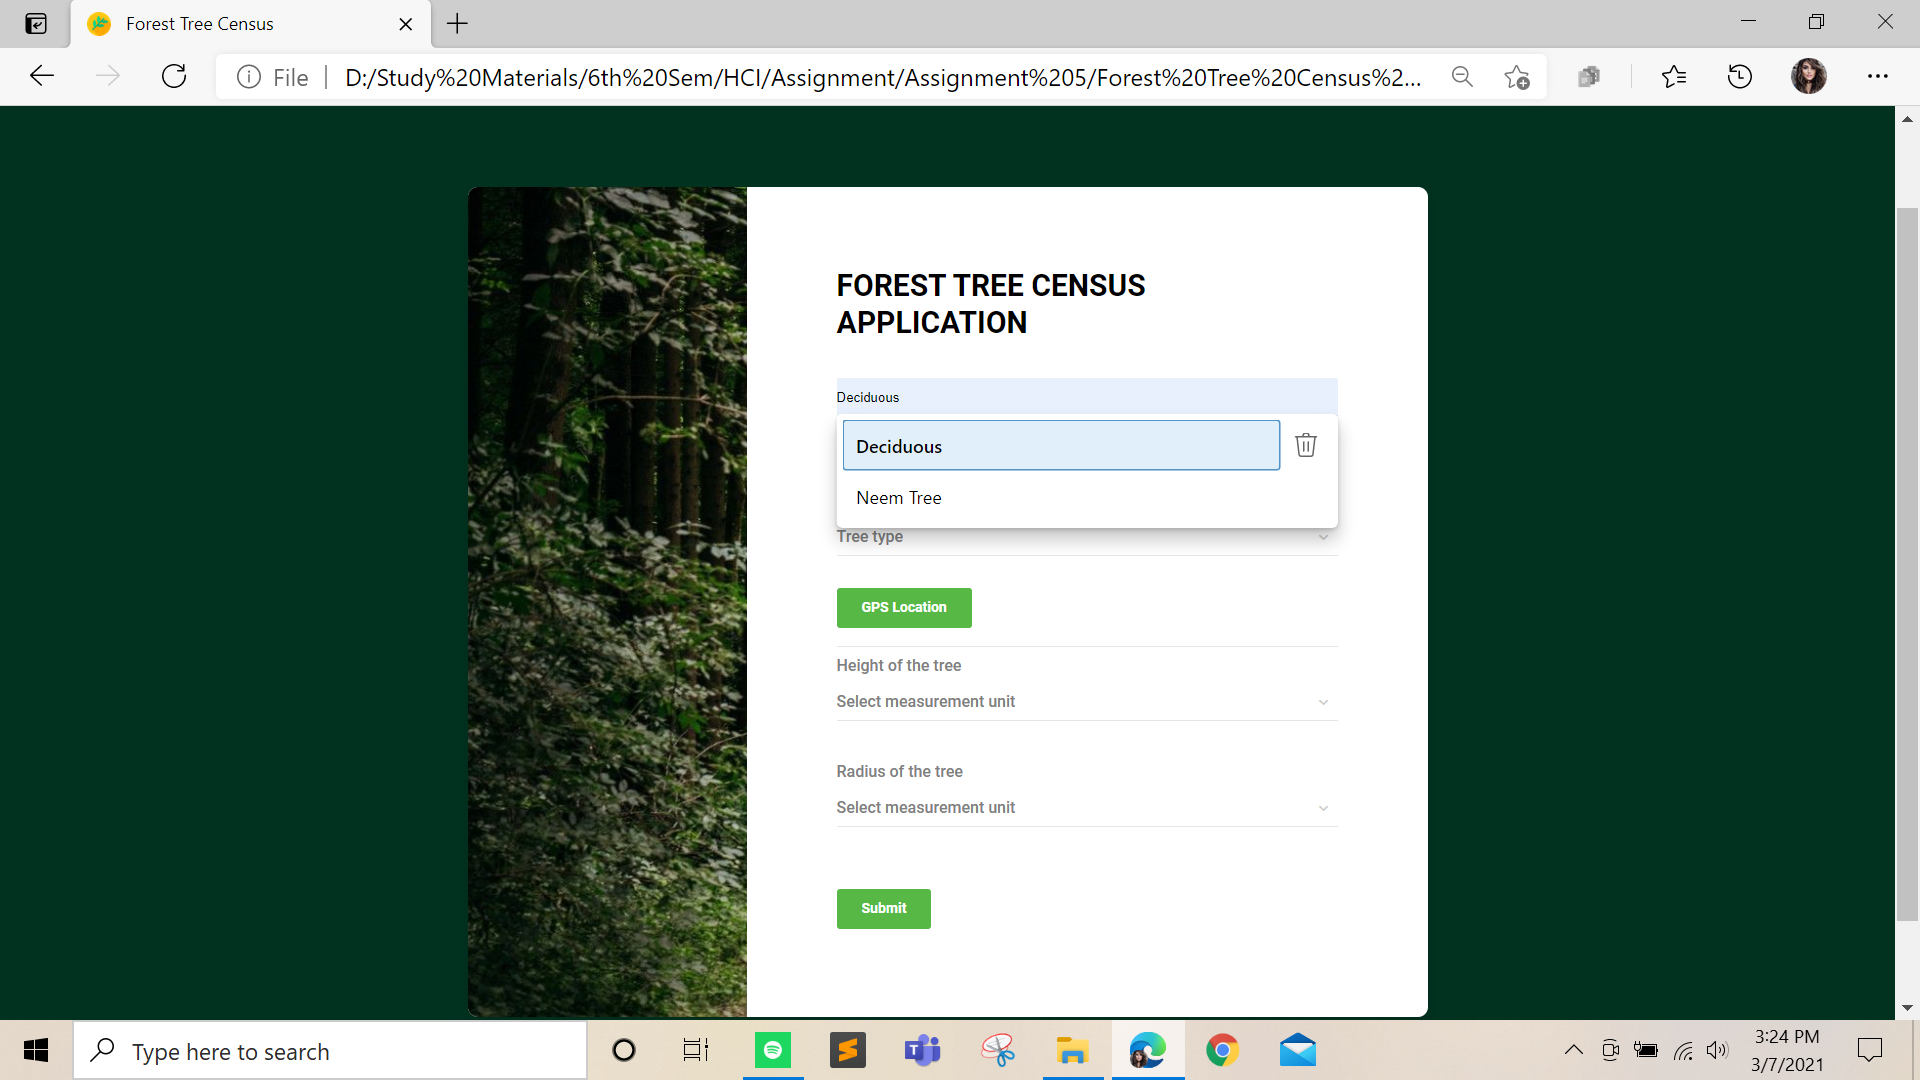 Forest Tree Census
File
D:/Study%20Materials/6th%20Sem/HCI/Assignment/Assignment%205/Forest%20Tree%20Census%2...
FOREST TREE CENSUS
APPLICATION
Deciduous
Deciduous
Neem Tree
Tree type
GPS Location
Height of the tree
Select measurement unit
Radius of the tree
Select measurement unit
Submit
Type here to search
3:24 PM
3/7/2021